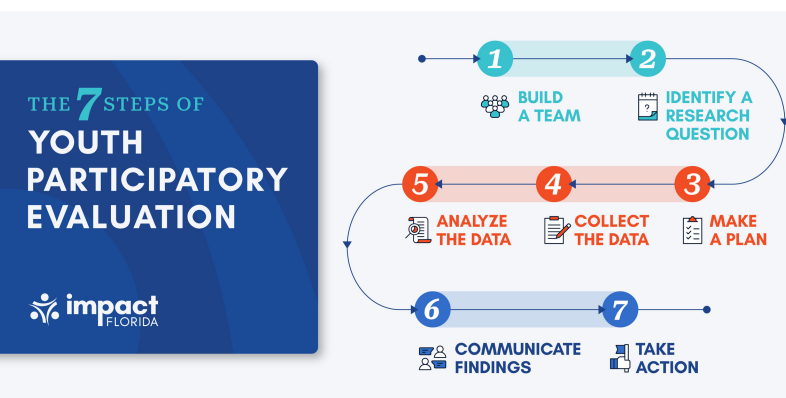 THE 7 STEPS OF
YOUTH
PARTICIPATORY
EVALUATION
impact
FLORIDA
1
BUILD
A TEAM
2
?
IDENTIFY A
RESEARCH
QUESTION
3
MAKE
A PLAN
4
COLLECT
THE DATA
5
ANALYZE
THE DATA
6
COMMUNICATE
FINDINGS
7
TAKE
ACTION